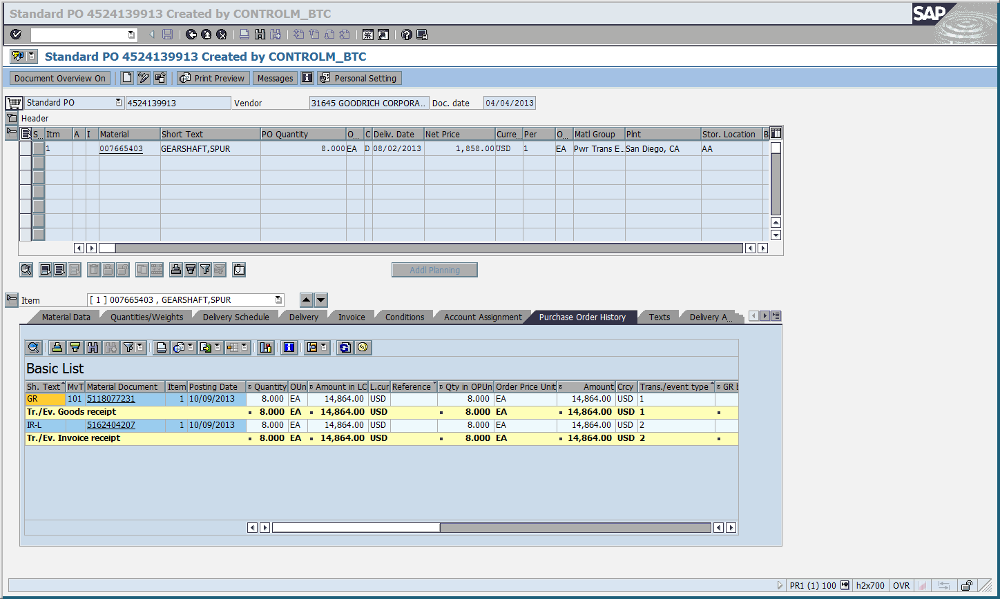 Standard PO 4524139913 Created by CONTROLM_BTC
SAP
Standard PO 4524139913 Created by CONTROLM_BTC
Document Overview On Print Preview Messages Personal Setting
Standard PO 4524139913 Vendor 31645 GOODRICH CORPORA... Doc. date 04/04/2013
Header
S... Itm A I Material Short Text PO Quantity O... C Deliv. Date Net Price Curre... Per O... Matl Group Plnt Stor. Location B
1 007665403 GEARSHAFT,SPUR 8.000 EA D 08/02/2013 1,858.00 USD 1 EA Pwr Trans E... San Diego, CA AA
Addl Planning
Item [ 1 ] 007665403 , GEARSHAFT,SPUR
Material Data Quantities/Weights Delivery Schedule Delivery Invoice Conditions Account Assignment Purchase Order History Texts Delivery A...
Basic List
Sh. Text MvT Material Document Item Posting Date Σ Quantity OUn Σ Amount in LC L.cur Reference Σ Qty in OPUn Order Price Unit Σ Amount Crcy Trans./event type Σ GR b
GR 101 5118077231 1 10/09/2013 8.000 EA 14,864.00 USD 8.000 EA 14,864.00 USD 1
Tr./Ev. Goods receipt ▪ 8.000 EA ▪ 14,864.00 USD ▪ 8.000 EA ▪ 14,864.00 USD 1 ▪
IR-L 5162404207 1 10/09/2013 8.000 EA 14,864.00 USD 8.000 EA 14,864.00 USD 2
Tr./Ev. Invoice receipt ▪ 8.000 EA ▪ 14,864.00 USD ▪ 8.000 EA ▪ 14,864.00 USD 2 ▪
PR1 (1) 100 h2x700 OVR